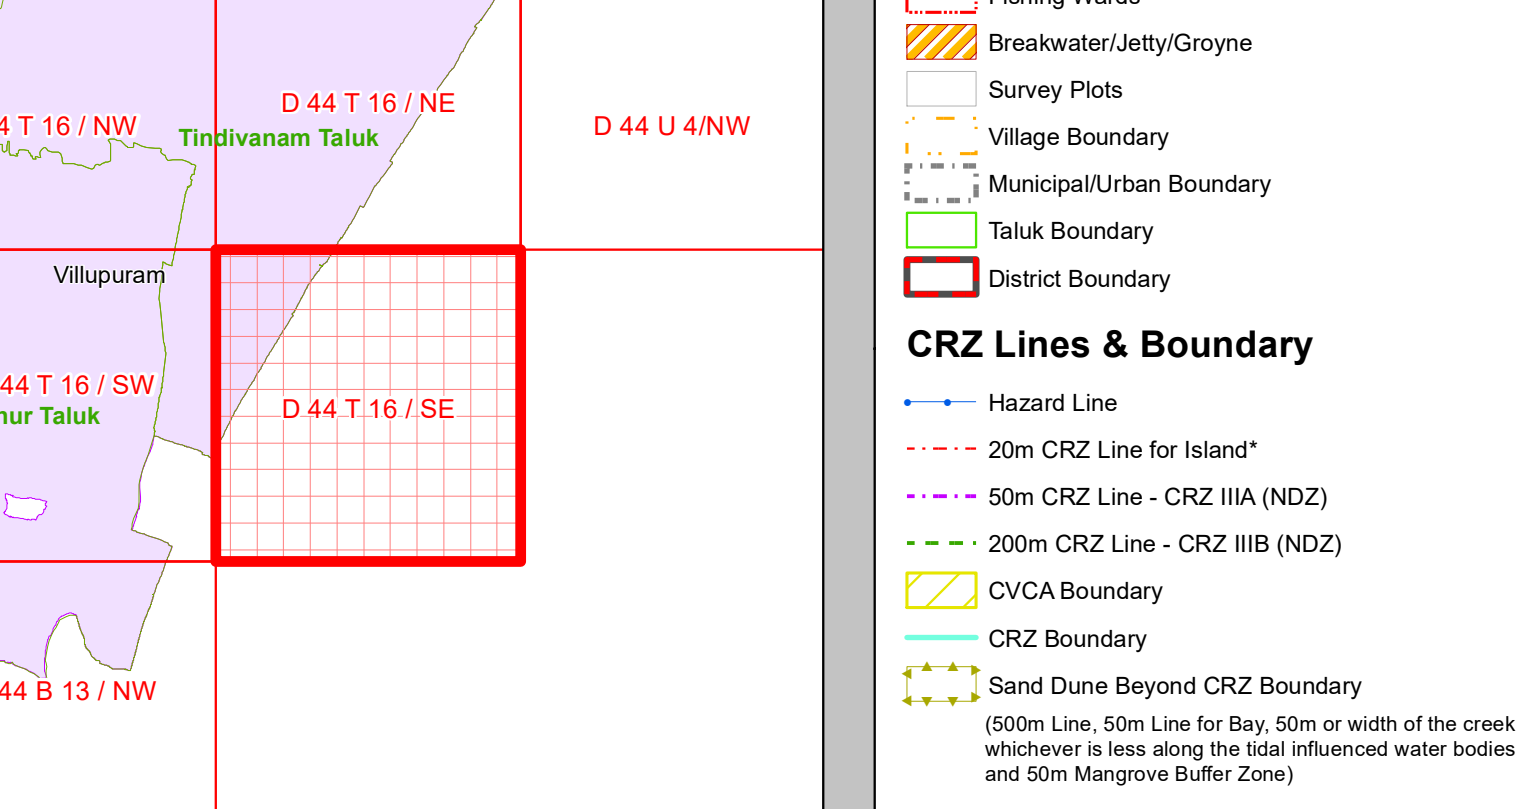 D 44 T 16 / NE
4 T 16 / NW
D 44 U 4/NW
Tindivanam Taluk
Villupuram
44 T 16 / SW
D 44 T 16 / SE
nur Taluk
44 B 13 / NW
Fishing Wards
Breakwater/Jetty/Groyne
Survey Plots
Village Boundary
Municipal/Urban Boundary
Taluk Boundary
District Boundary
CRZ Lines & Boundary
Hazard Line
20m CRZ Line for Island*
50m CRZ Line - CRZ IIIA (NDZ)
200m CRZ Line - CRZ IIIB (NDZ)
CVCA Boundary
CRZ Boundary
Sand Dune Beyond CRZ Boundary
(500m Line, 50m Line for Bay, 50m or width of the creek
whichever is less along the tidal influenced water bodies
and 50m Mangrove Buffer Zone)